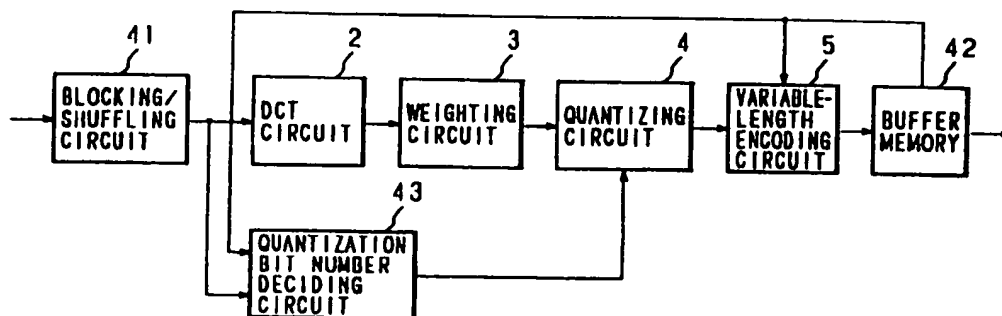 41
BLOCKING/
SHUFFLING
CIRCUIT
2
DCT
CIRCUIT
3
WEIGHTING
CIRCUIT
4
QUANTIZING
CIRCUIT
5
VARIABLE-
LENGTH
ENCODING
CIRCUIT
42
BUFFER
MEMORY
43
QUANTIZATION
BIT NUMBER
DECIDING
CIRCUIT